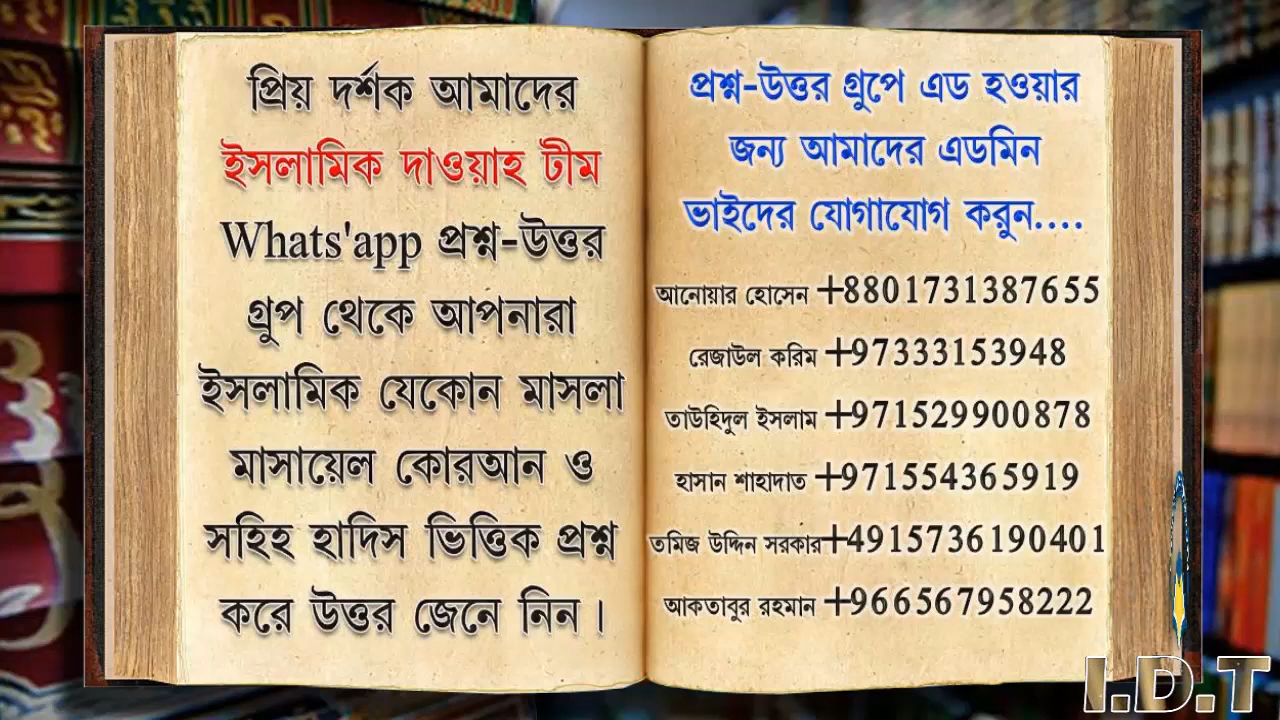 প্রিয় দর্শক আমাদের
ইসলামিক দাওয়াহ টীম
Whats'app প্রশ্ন-উত্তর
গ্রুপ থেকে আপনারা
ইসলামিক যেকোন মাসলা
মাসায়েল কোরআন ও
সহিহ হাদিস ভিত্তিক প্রশ্ন
করে উত্তর জেনে নিন।
প্রশ্ন-উত্তর গ্রুপে এড হওয়ার
জন্য আমাদের এডমিন
ভাইদের যোগাযোগ করুন....
আনোয়ার হোসেন +8801731387655
রেজাউল করিম +97333153948
তাউহিদুল ইসলাম +971529900878
হাসান শাহাদাত +971554365919
তমিজ উদ্দিন সরকার+4915736190401
আকতাবুর রহমান +966567958222
I.D.T